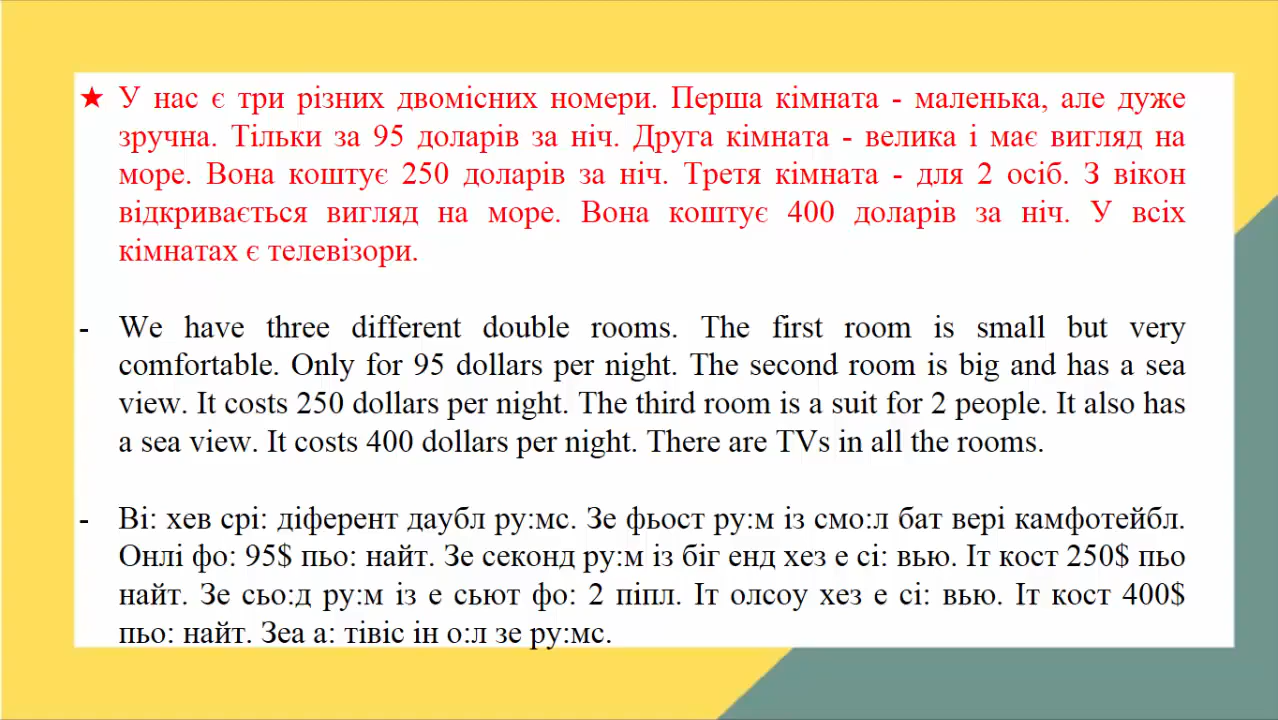 ★ У нас є три різних двомісних номери. Перша кімната - маленька, але дуже
зручна. Тільки за 95 доларів за ніч. Друга кімната - велика і має вигляд на
море. Вона коштує 250 доларів за ніч. Третя кімната - для 2 осіб. З вікон
відкривається вигляд на море. Вона коштує 400 доларів за ніч. У всіх
кімнатах є телевізори.
- We have three different double rooms. The first room is small but very
comfortable. Only for 95 dollars per night. The second room is big and has a sea
view. It costs 250 dollars per night. The third room is a suit for 2 people. It also has
a sea view. It costs 400 dollars per night. There are TVs in all the rooms.
- Ві: хев срі: діферент даубл ру:мс. Зе фьост ру:м із смо:л бат вері камфотейбл.
Онлі фо: 95$ пьо: найт. Зе секонд ру:м із біг енд хез е сі: вью. Іт кост 250$ пьо
найт. Зе сьо:д ру:м із е сьют фо: 2 піпл. Іт олсоу хез е сі: вью. Іт кост 400$
пьо: найт. Зеа а: тівіс ін о:л зе ру:мс.